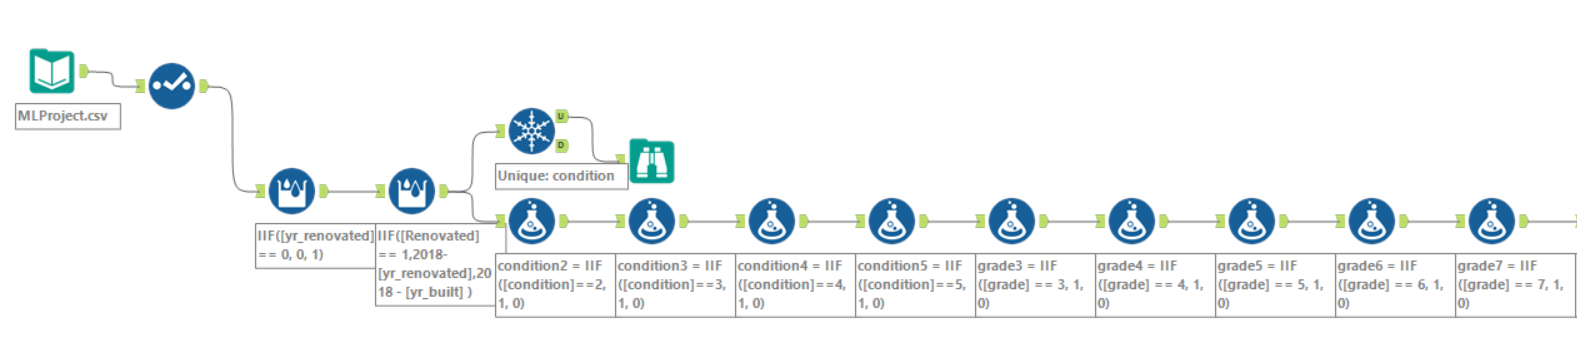 MLProject.csv
U
D
Unique: condition
IIF([yr_renovated]
== 0, 0, 1)
IIF([Renovated]
== 1,2018-
[yr_renovated],20
18 - [yr_built] )
condition2 = IIF
([condition]==2,
1, 0)
condition3 = IIF
([condition]==3,
1, 0)
condition4 = IIF
([condition]==4,
1, 0)
condition5 = IIF
([condition]==5,
1, 0)
grade3 = IIF
([grade] == 3, 1,
0)
grade4 = IIF
([grade] == 4, 1,
0)
grade5 = IIF
([grade] == 5, 1,
0)
grade6 = IIF
([grade] == 6, 1,
0)
grade7 = IIF
([grade] == 7, 1,
0)